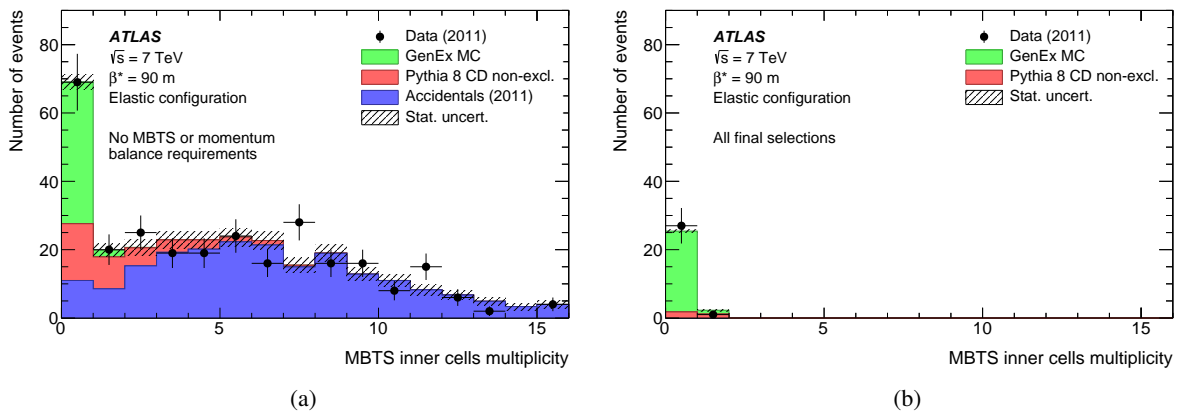 Number of events
80
60
40
20
0
ATLAS
√s = 7 TeV
β* = 90 m
Elastic configuration
No MBTS or momentum
balance requirements
Data (2011)
GenEx MC
Pythia 8 CD non-excl.
Accidentals (2011)
Stat. uncert.
0 5 10 15
MBTS inner cells multiplicity
(a)
Number of events
80
60
40
20
0
ATLAS
√s = 7 TeV
β* = 90 m
Elastic configuration
All final selections
Data (2011)
GenEx MC
Pythia 8 CD non-excl.
Stat. uncert.
0 5 10 15
MBTS inner cells multiplicity
(b)